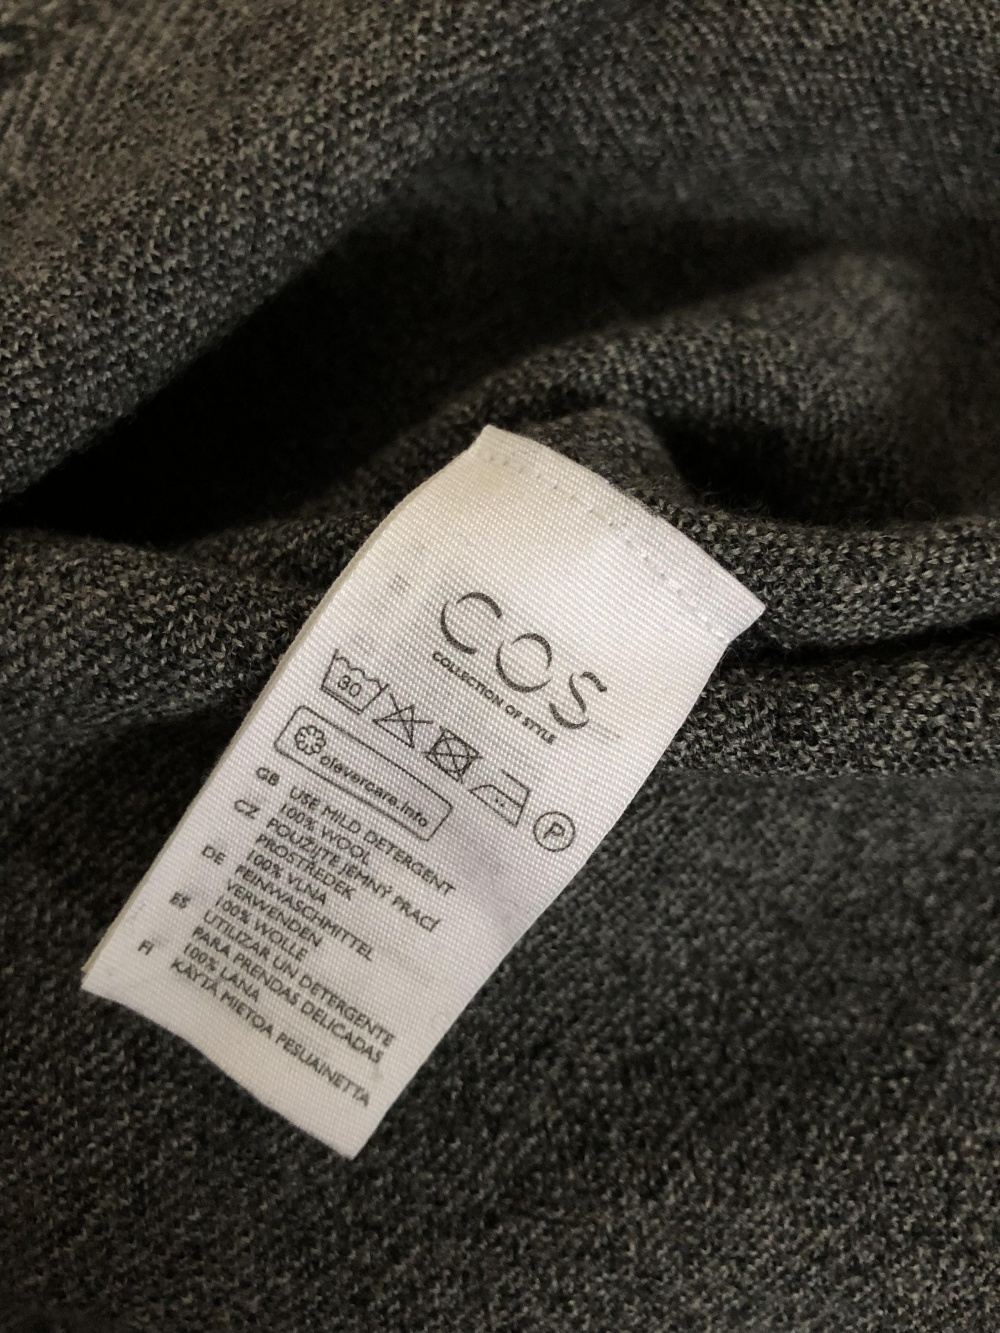 COS
COLLECTION OF STYLE
30
P
clevercare.info
GB USE MILD DETERGENT
100% WOOL
CZ POUŽIJTE JEMNÝ PRACÍ
PROSTŘEDEK
100% VLNA
DE FEINWASCHMITTEL
VERWENDEN
100% WOLLE
ES UTILIZAR UN DETERGENTE
PARA PRENDAS DELICADAS
100% LANA
FI KÄYTÄ MIETOA PESUAINETTA